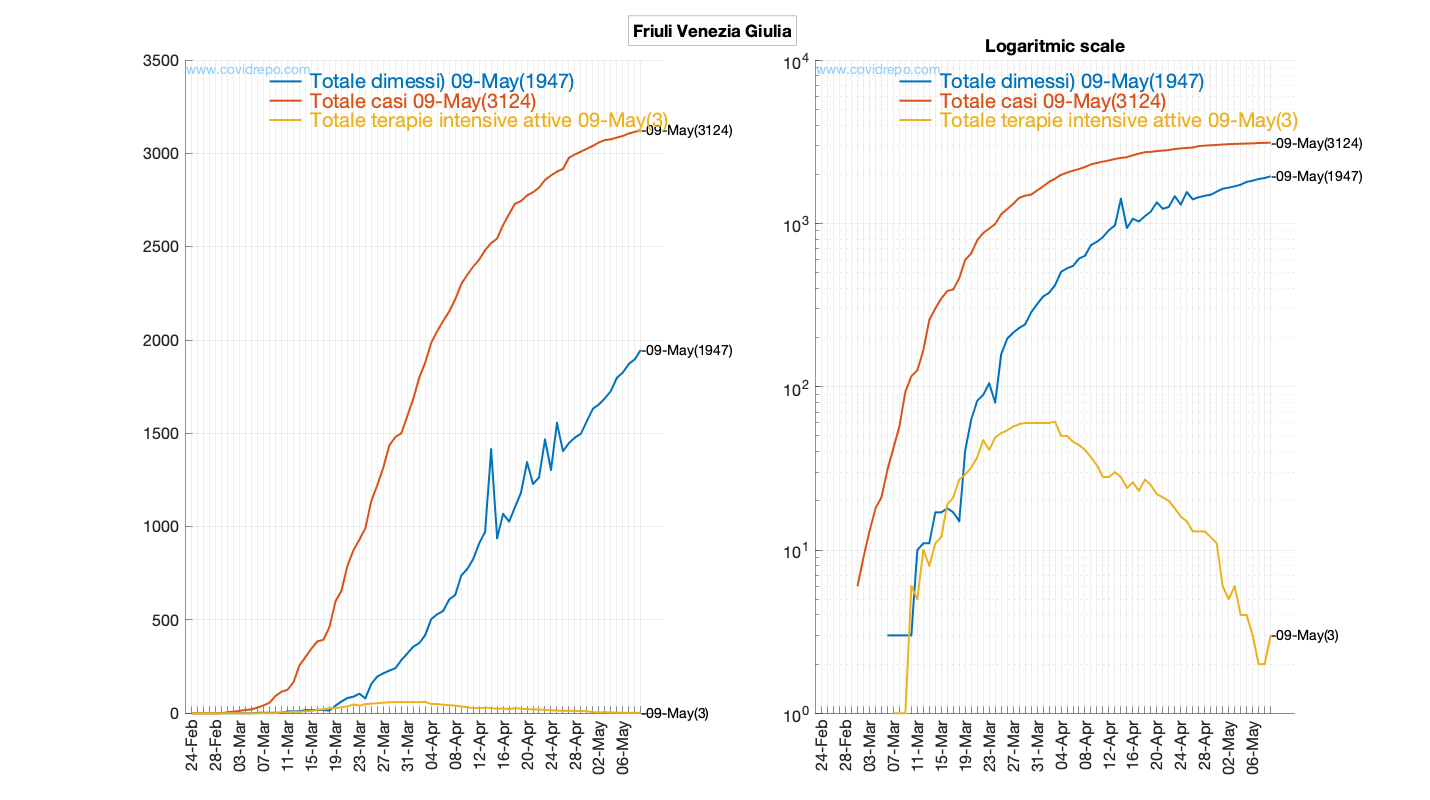 Friuli Venezia Giulia
www.covidrepo.com
Totale dimessi) 09-May(1947)
Totale casi 09-May(3124)
Totale terapie intensive attive 09-May(3)
3500
3000
2500
2000
1500
1000
500
0
-09-May(3124)
-09-May(1947)
-09-May(3)
24-Feb
28-Feb
03-Mar
07-Mar
11-Mar
15-Mar
19-Mar
23-Mar
27-Mar
31-Mar
04-Apr
08-Apr
12-Apr
16-Apr
20-Apr
24-Apr
28-Apr
02-May
06-May
Logaritmic scale
www.covidrepo.com
Totale dimessi) 09-May(1947)
Totale casi 09-May(3124)
Totale terapie intensive attive 09-May(3)
10^4
10^3
10^2
10^1
10^0
-09-May(3124)
-09-May(1947)
-09-May(3)
24-Feb
28-Feb
03-Mar
07-Mar
11-Mar
15-Mar
19-Mar
23-Mar
27-Mar
31-Mar
04-Apr
08-Apr
12-Apr
16-Apr
20-Apr
24-Apr
28-Apr
02-May
06-May